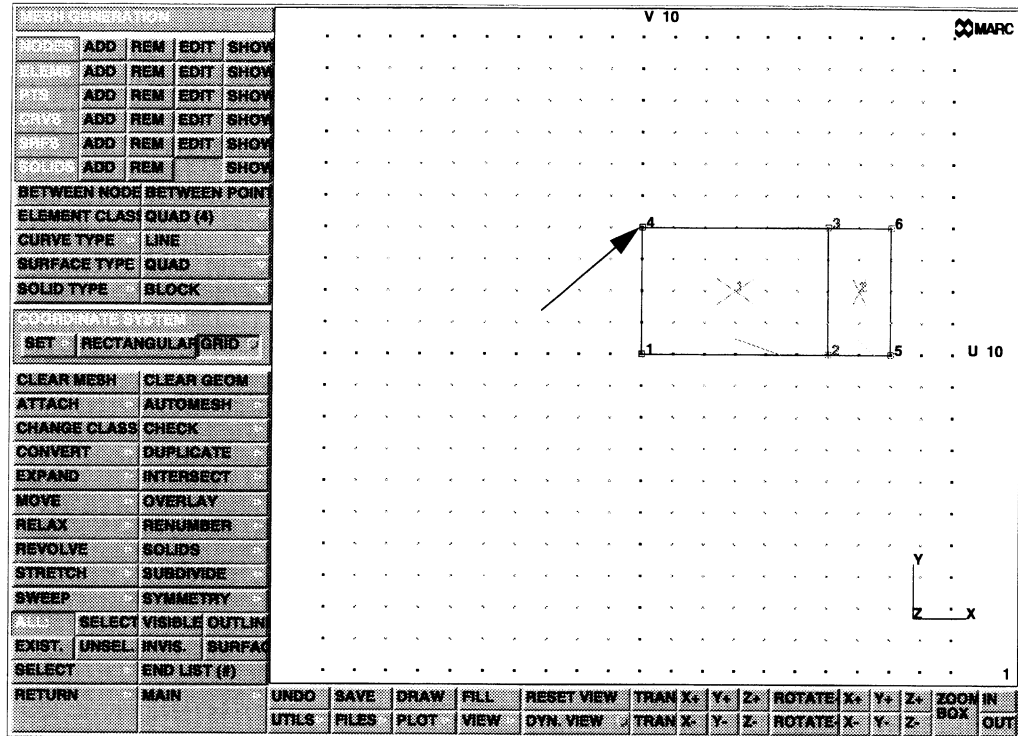 MESH GENERATION
NODES ADD REM EDIT SHOW
ELEMS ADD REM EDIT SHOW
PTS ADD REM EDIT SHOW
CRVS ADD REM EDIT SHOW
SRFS ADD REM EDIT SHOW
SOLIDS ADD REM SHOW
BETWEEN NODE BETWEEN POINT
ELEMENT CLASS QUAD (4)
CURVE TYPE LINE
SURFACE TYPE QUAD
SOLID TYPE BLOCK
COORDINATE SYSTEM
SET RECTANGULAR GRID
CLEAR MESH CLEAR GEOM
ATTACH AUTOMESH
CHANGE CLASS CHECK
CONVERT DUPLICATE
EXPAND INTERSECT
MOVE OVERLAY
RELAX RENUMBER
REVOLVE SOLIDS
STRETCH SUBDIVIDE
SWEEP SYMMETRY
ALL: SELECT VISIBLE OUTLIN
EXIST. UNSEL. INVIS. SURFAC
SELECT END LIST (#)
RETURN MAIN
V 10
MARC
4 3 6
1 2
1 2 5
U 10
Y
Z X
1
UNDO SAVE DRAW FILL RESET VIEW TRAN X+ Y+ Z+ ROTATE X+ Y+ Z+ ZOOM BOX IN
UTILS FILES PLOT VIEW DYN. VIEW TRAN X- Y- Z- ROTATE X- Y- Z- OUT